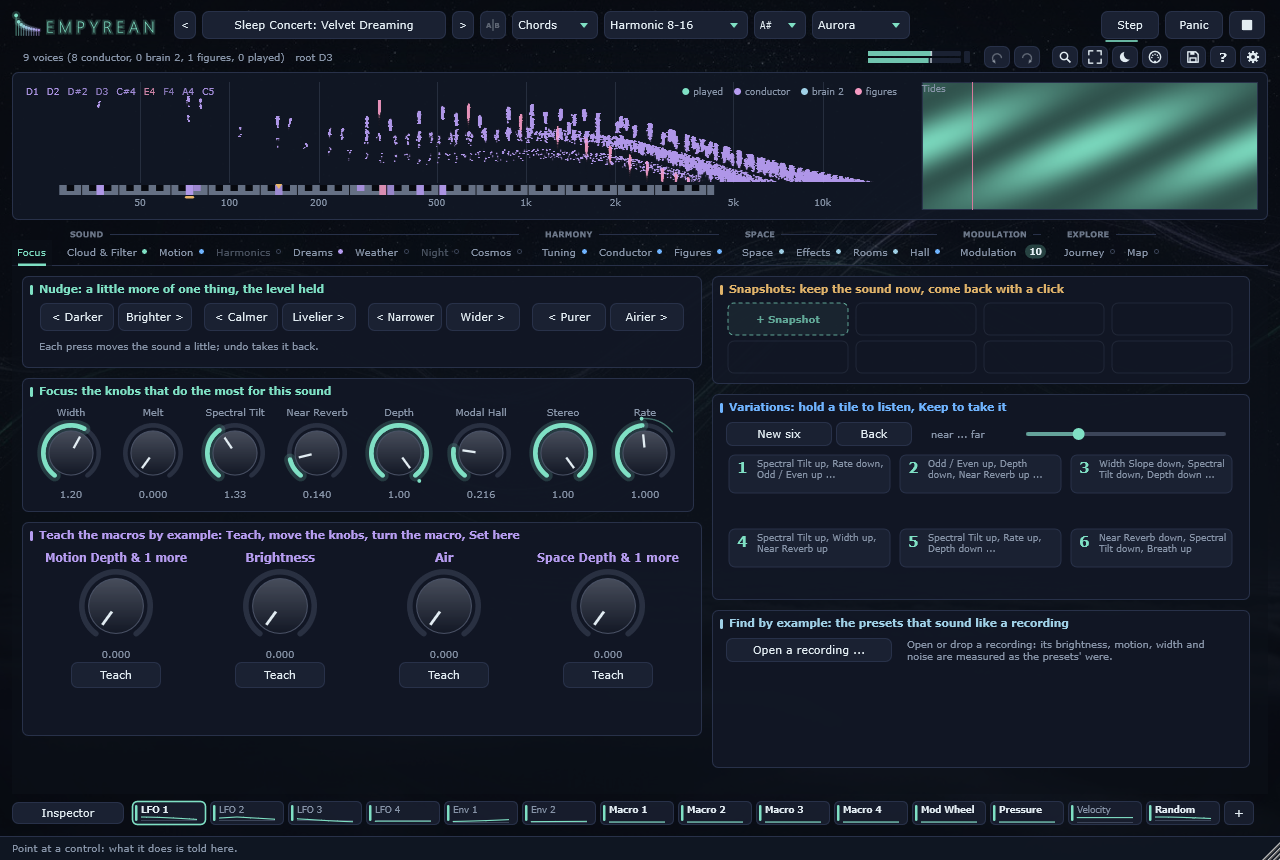 EMPYREAN
<
Sleep Concert: Velvet Dreaming
>
A|B
Chords
Harmonic 8-16
A#
Aurora
Step
Panic
9 voices (8 conductor, 0 brain 2, 1 figures, 0 played) root D3
?
D1 D2 D#2 D3 C#4 E4 F4 A4 C5
played conductor brain 2 figures
Tides
50 100 200 500 1k 2k 5k 10k
SOUND HARMONY SPACE MODULATION EXPLORE
Focus Cloud & Filter Motion Harmonics Dreams Weather Night Cosmos Tuning Conductor Figures Space Effects Rooms Hall Modulation 10 Journey Map
Nudge: a little more of one thing, the level held
< Darker Brighter > < Calmer Livelier > < Narrower Wider > < Purer Airier >
Each press moves the sound a little; undo takes it back.
Focus: the knobs that do the most for this sound
Width Melt Spectral Tilt Near Reverb Depth Modal Hall Stereo Rate
1.20 0.000 1.33 0.140 1.00 0.216 1.00 1.000
Teach the macros by example: Teach, move the knobs, turn the macro, Set here
Motion Depth & 1 more Brightness Air Space Depth & 1 more
0.000 0.000 0.000 0.000
Teach Teach Teach Teach
Snapshots: keep the sound now, come back with a click
+ Snapshot
Variations: hold a tile to listen, Keep to take it
New six Back near ... far
1 Spectral Tilt up, Rate down,
Odd / Even up ...
2 Odd / Even up, Depth
down, Near Reverb up ...
3 Width Slope down, Spectral
Tilt down, Depth down ...
4 Spectral Tilt up, Width up,
Near Reverb up
5 Spectral Tilt up, Rate up,
Depth down ...
6 Near Reverb down, Spectral
Tilt down, Breath up
Find by example: the presets that sound like a recording
Open a recording ...
Open or drop a recording: its brightness, motion, width and
noise are measured as the presets' were.
Inspector LFO 1 LFO 2 LFO 3 LFO 4 Env 1 Env 2 Macro 1 Macro 2 Macro 3 Macro 4 Mod Wheel Pressure Velocity Random +
Point at a control: what it does is told here.